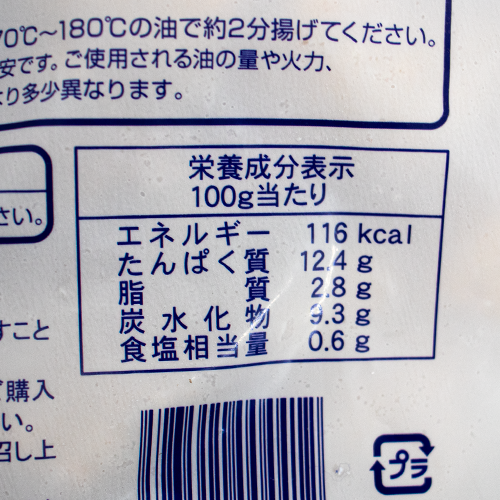 70℃～180℃の油で約2分揚げてください。
安です。ご使用される油の量や火力、
より多少異なります。
さい。
栄養成分表示
100g当たり
エネルギー 116 kcal
たんぱく質 12.4 g
脂質 2.8 g
炭水化物 9.3 g
食塩相当量 0.6 g
すこと
ご購入
い。
召し上
プラ